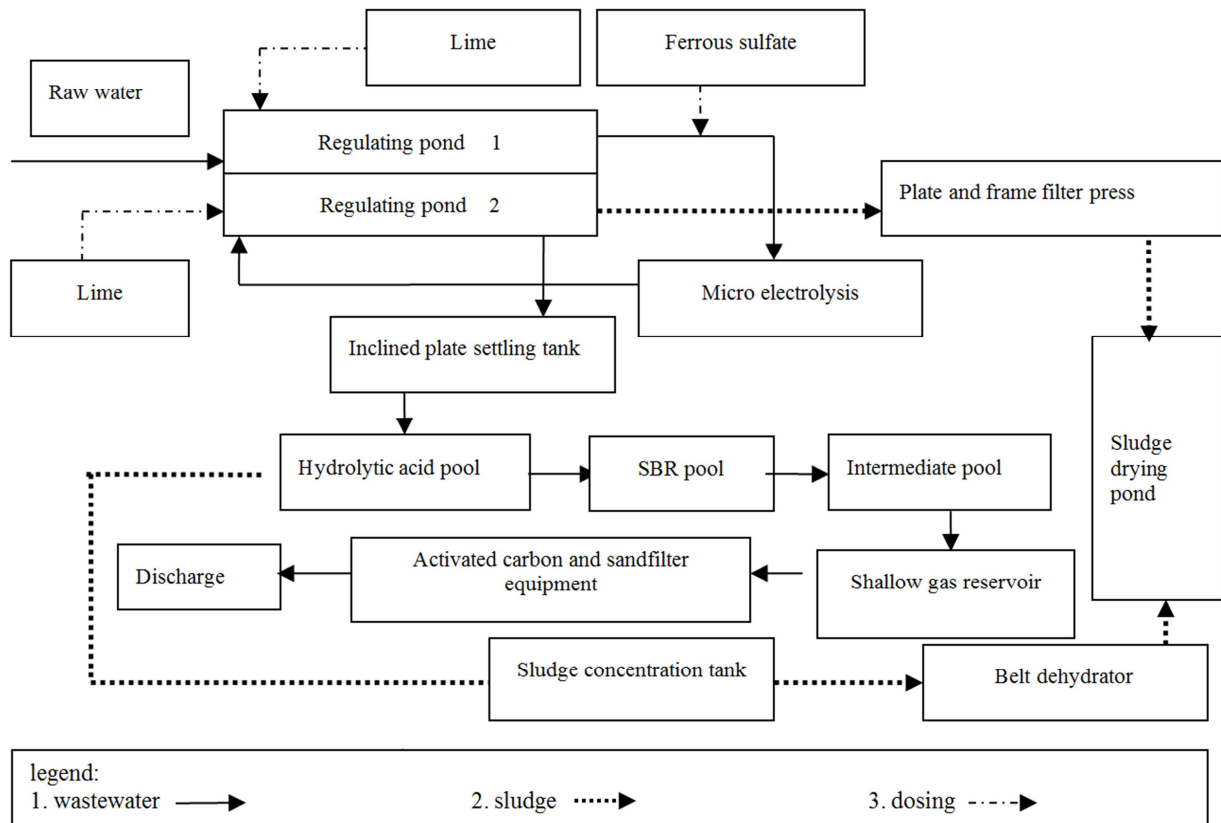 Lime
Ferrous sulfate
Raw water
Regulating pond 1
Regulating pond 2
Plate and frame filter press
Lime
Micro electrolysis
Inclined plate settling tank
Hydrolytic acid pool
SBR pool
Intermediate pool
Sludge
drying
pond
Discharge
Activated carbon and sandfilter
equipment
Shallow gas reservoir
Sludge concentration tank
Belt dehydrator
legend:
1. wastewater
2. sludge
3. dosing